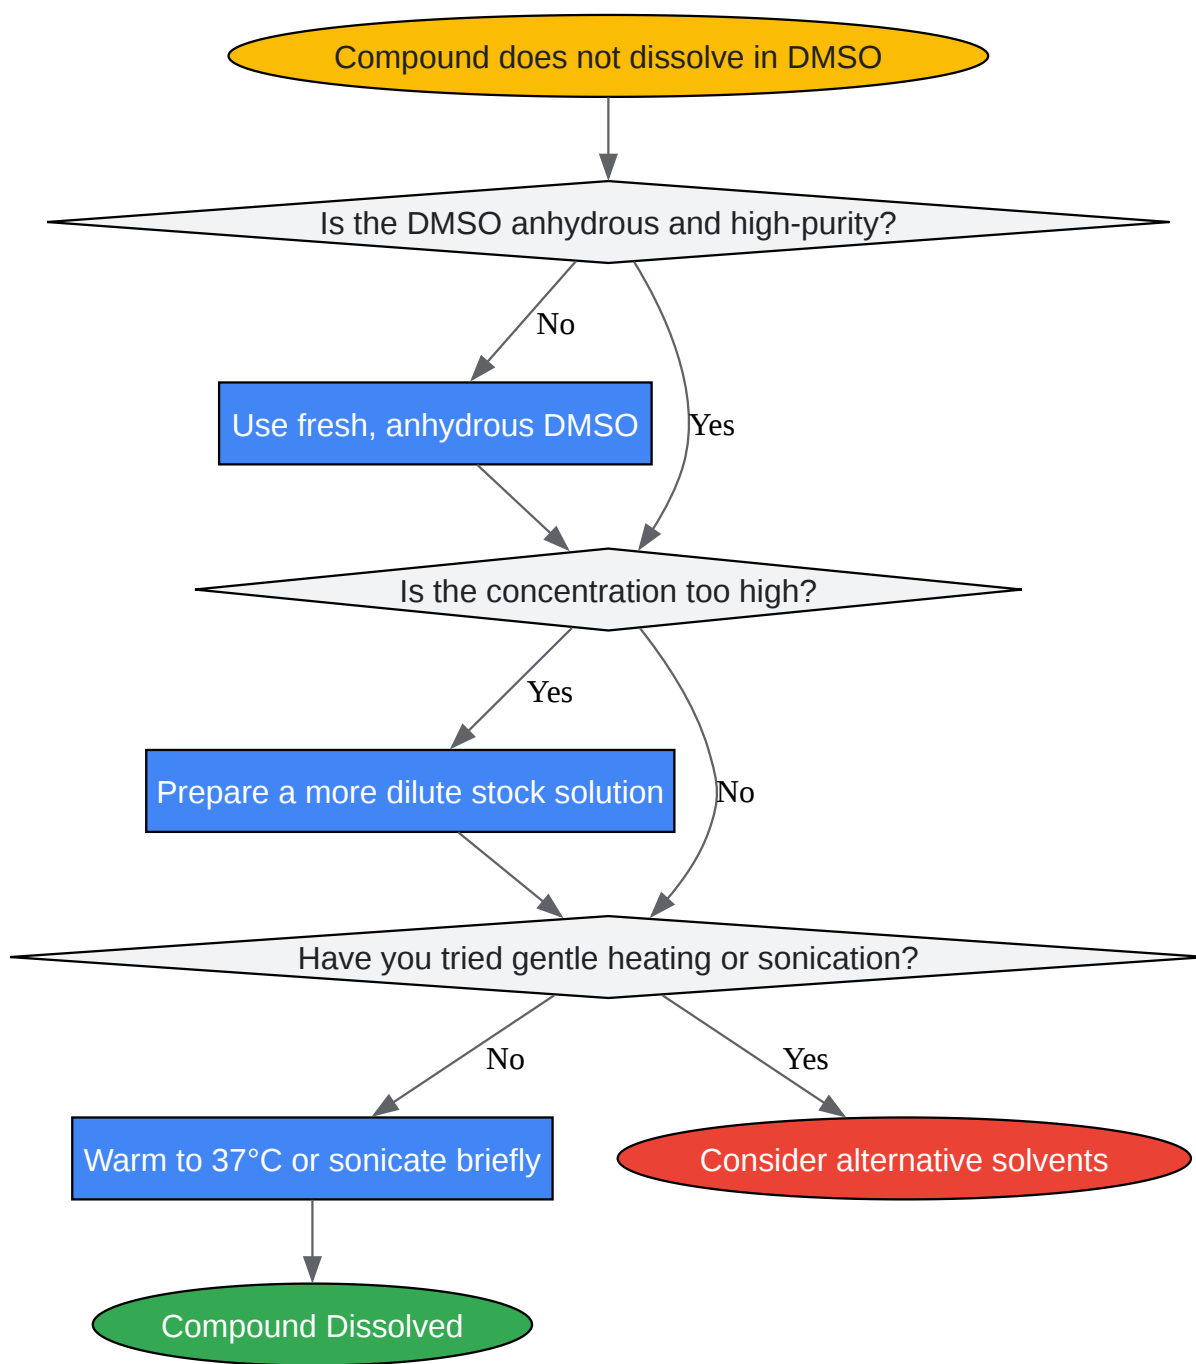 Compound does not dissolve in DMSO
Is the DMSO anhydrous and high-purity?
No
Use fresh, anhydrous DMSO
Yes
Is the concentration too high?
Yes
Prepare a more dilute stock solution
No
Have you tried gentle heating or sonication?
No
Yes
Warm to 37°C or sonicate briefly
Consider alternative solvents
Compound Dissolved